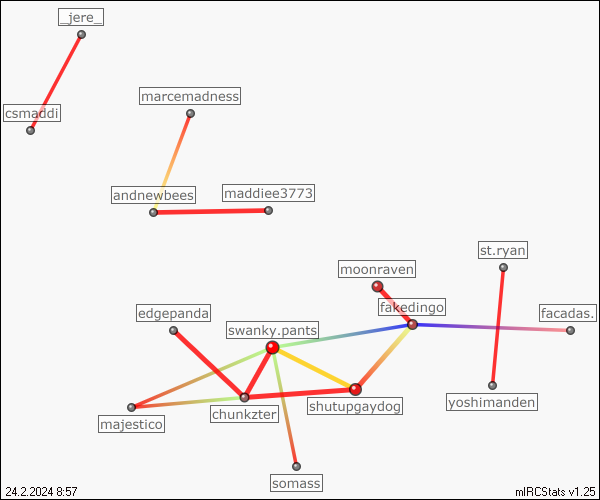 _jere_
csmaddi
marcemadness
andnewbees
maddiee3773
st.ryan
moonraven
fakedingo
facadas.
edgepanda
swanky.pants
yoshimanden
shutupgaydog
chunkzter
majestico
somass
24.2.2024 8:57
mIRCStats v1.25